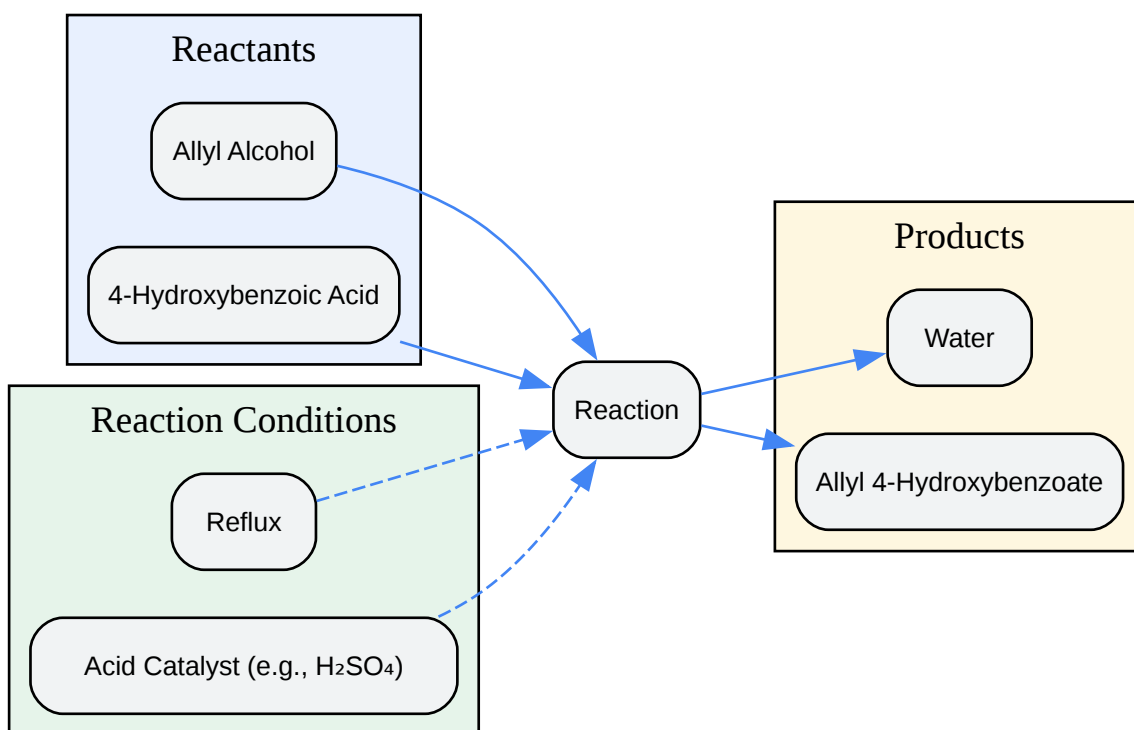 Reactants
Allyl Alcohol
4-Hydroxybenzoic Acid
Reaction Conditions
Reflux
Acid Catalyst (e.g., H₂SO₄)
Reaction
Products
Water
Allyl 4-Hydroxybenzoate